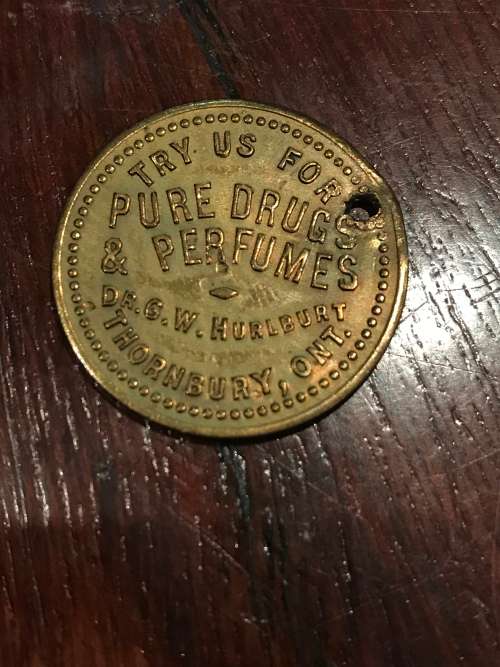 TRY US FOR
PURE DRUGS
& PERFUMES
DR. G. W. HURLBURT
THORNBURY, ONT.